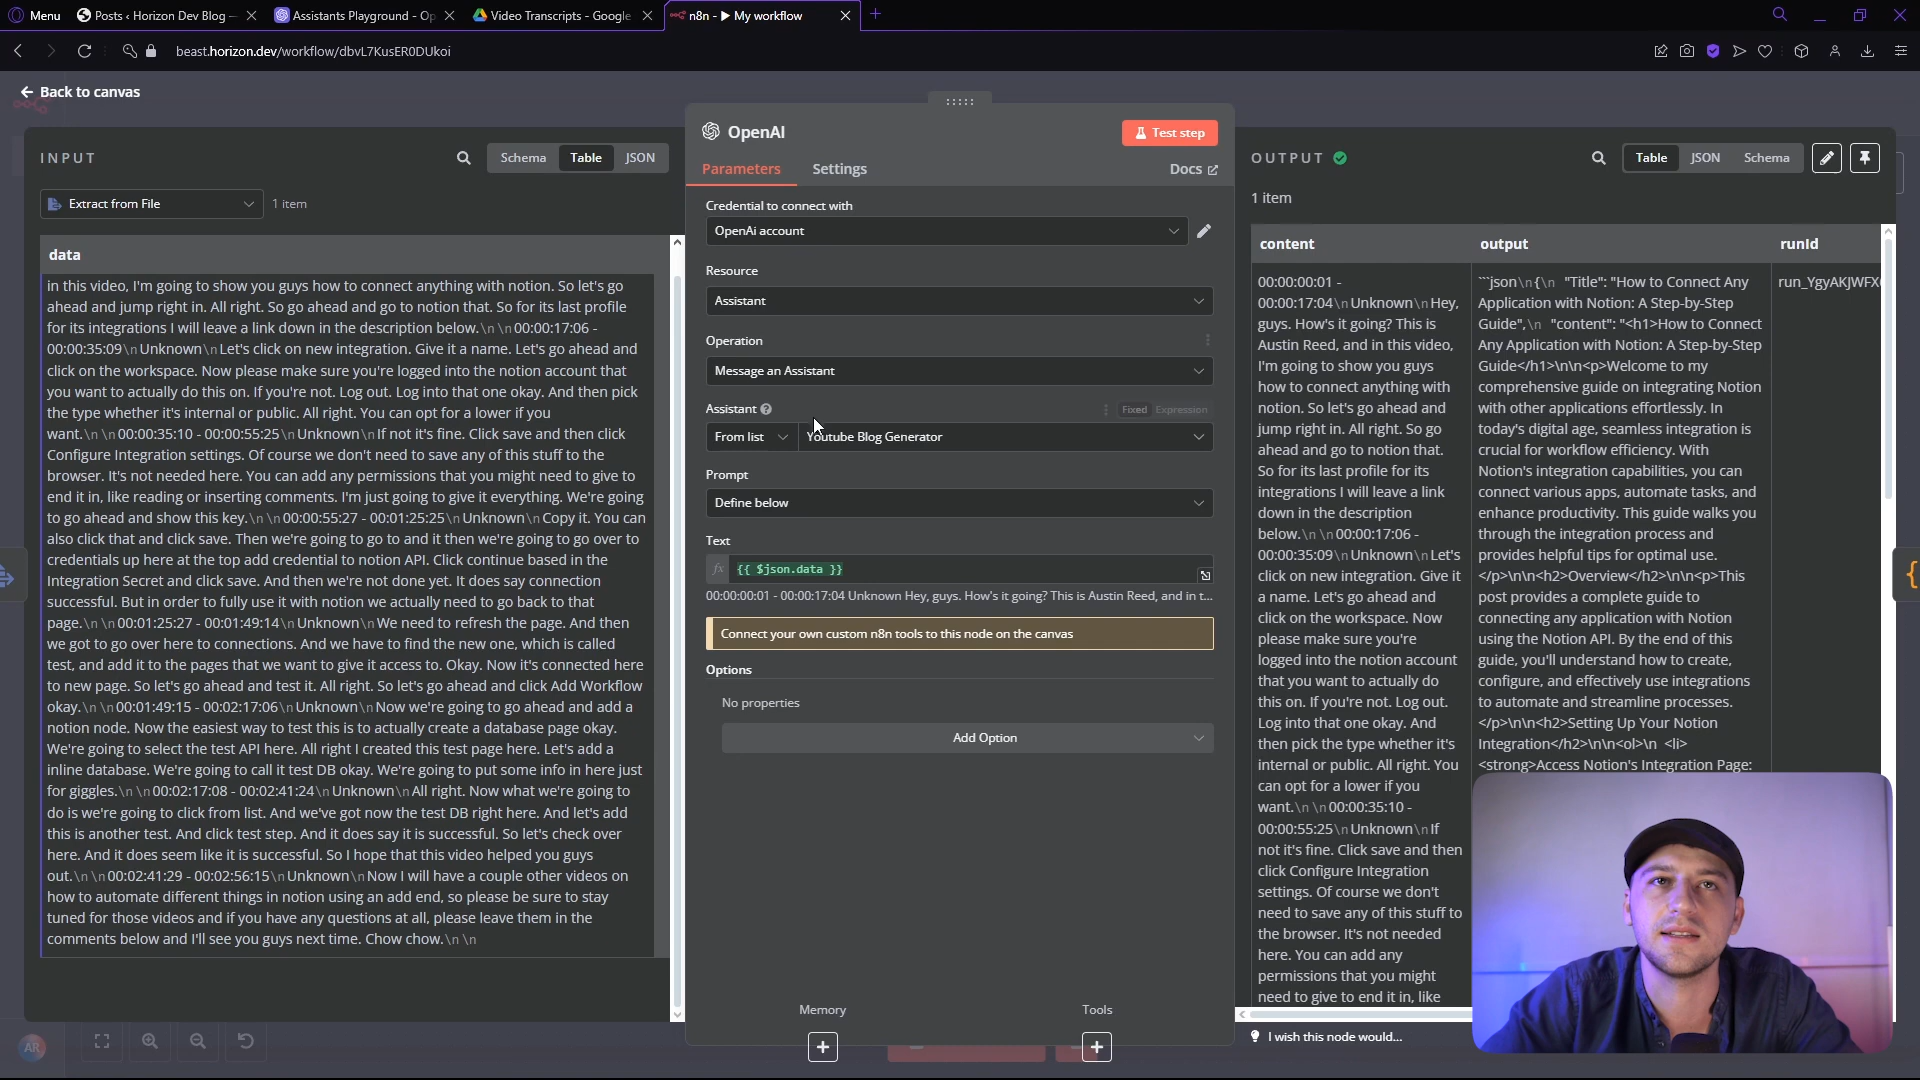 Menu
Posts ‹ Horizon Dev Blog —
Assistants Playground - Op
Video Transcripts - Google
n8n - ▶ My workflow
beast.horizon.dev/workflow/dbvL7KusER0DUkoi
Back to canvas
INPUT
Schema
Table
JSON
Extract from File
1 item
data
in this video, I'm going to show you guys how to connect anything with notion. So let's go
ahead and jump right in. All right. So go ahead and go to notion that. So for its last profile
for its integrations I will leave a link down in the description below.\n\n00:00:17:06 -
00:00:35:09\nUnknown\nLet's click on new integration. Give it a name. Let's go ahead and
click on the workspace. Now please make sure you're logged into the notion account that
you want to actually do this on. If you're not. Log out. Log into that one okay. And then pick
the type whether it's internal or public. All right. You can opt for a lower if you
want.\n\n00:00:35:10 - 00:00:55:25\nUnknown\nIf not it's fine. Click save and then click
Configure Integration settings. Of course we don't need to save any of this stuff to the
browser. It's not needed here. You can add any permissions that you might need to give to
end it in, like reading or inserting comments. I'm just going to give it everything. We're going
to go ahead and show this key.\n\n00:00:55:27 - 00:01:25:25\nUnknown\nCopy it. You can
also click that and click save. Then we're going to go to and it then we're going to go over to
credentials up here at the top add credential to notion API. Click continue based in the
Integration Secret and click save. And then we're not done yet. It does say connection
successful. But in order to fully use it with notion we actually need to go back to that
page.\n\n00:01:25:27 - 00:01:49:14\nUnknown\nWe need to refresh the page. And then
we got to go over here to connections. And we have to find the new one, which is called
test, and add it to the pages that we want to give it access to. Okay. Now it's connected here
to new page. So let's go ahead and test it. All right. So let's go ahead and click Add Workflow
okay.\n\n00:01:49:15 - 00:02:17:06\nUnknown\nNow we're going to go ahead and add a
notion node. Now the easiest way to test this is to actually create a database page okay.
We're going to select the test API here. All right I created this test page here. Let's add a
inline database. We're going to call it test DB okay. We're going to put some info in here just
for giggles.\n\n00:02:17:08 - 00:02:41:24\nUnknown\nAll right. Now what we're going to
do is we're going to click from list. And we've got now the test DB right here. And let's add
this is another test. And click test step. And it does say it is successful. So let's check over
here. And it does seem like it is successful. So I hope that this video helped you guys
out.\n\n00:02:41:29 - 00:02:56:15\nUnknown\nNow I will have a couple other videos on
how to automate different things in notion using an add end, so please be sure to stay
tuned for those videos and if you have any questions at all, please leave them in the
comments below and I'll see you guys next time. Chow chow.\n\n
OpenAI
Test step
Parameters
Settings
Docs
Credential to connect with
OpenAi account
Resource
Assistant
Operation
Message an Assistant
Assistant
Fixed
Expression
From list
Youtube Blog Generator
Prompt
Define below
Text
fx
{{ $json.data }}
00:00:00:01 - 00:00:17:04 Unknown Hey, guys. How's it going? This is Austin Reed, and in t...
Connect your own custom n8n tools to this node on the canvas
Options
No properties
Add Option
Memory
Tools
OUTPUT
Table
JSON
Schema
1 item
content
00:00:00:01 -
00:00:17:04\nUnknown\nHey,
guys. How's it going? This is
Austin Reed, and in this video,
I'm going to show you guys
how to connect anything with
notion. So let's go ahead and
jump right in. All right. So go
ahead and go to notion that.
So for its last profile for its
integrations I will leave a link
down in the description
below.\n\n00:00:17:06 -
00:00:35:09\nUnknown\nLet's
click on new integration. Give it
a name. Let's go ahead and
click on the workspace. Now
please make sure you're
logged into the notion account
that you want to actually do
this on. If you're not. Log out.
Log into that one okay. And
then pick the type whether it's
internal or public. All right. You
can opt for a lower if you
want.\n\n00:00:35:10 -
00:00:55:25\nUnknown\nIf
not it's fine. Click save and then
click Configure Integration
settings. Of course we don't
need to save any of this stuff to
the browser. It's not needed
here. You can add any
permissions that you might
need to give to end it in, like
output
```json\n{\n "Title": "How to Connect Any
Application with Notion: A Step-by-Step
Guide",\n "content": "<h1>How to Connect
Any Application with Notion: A Step-by-Step
Guide</h1>\n\n<p>Welcome to my
comprehensive guide on integrating Notion
with other applications effortlessly. In
today's digital age, seamless integration is
crucial for workflow efficiency. With
Notion's integration capabilities, you can
connect various apps, automate tasks, and
enhance productivity. This guide walks you
through the integration process and
provides helpful tips for optimal use.
</p>\n\n<h2>Overview</h2>\n\n<p>This
post provides a complete guide to
connecting any application with Notion
using the Notion API. By the end of this
guide, you'll understand how to create,
configure, and effectively use integrations
to automate and streamline processes.
</p>\n\n<h2>Setting Up Your Notion
Integration</h2>\n\n<ol>\n <li>
<strong>Access Notion's Integration Page:
runId
run_YgyAKJWFX
I wish this node would...
AR